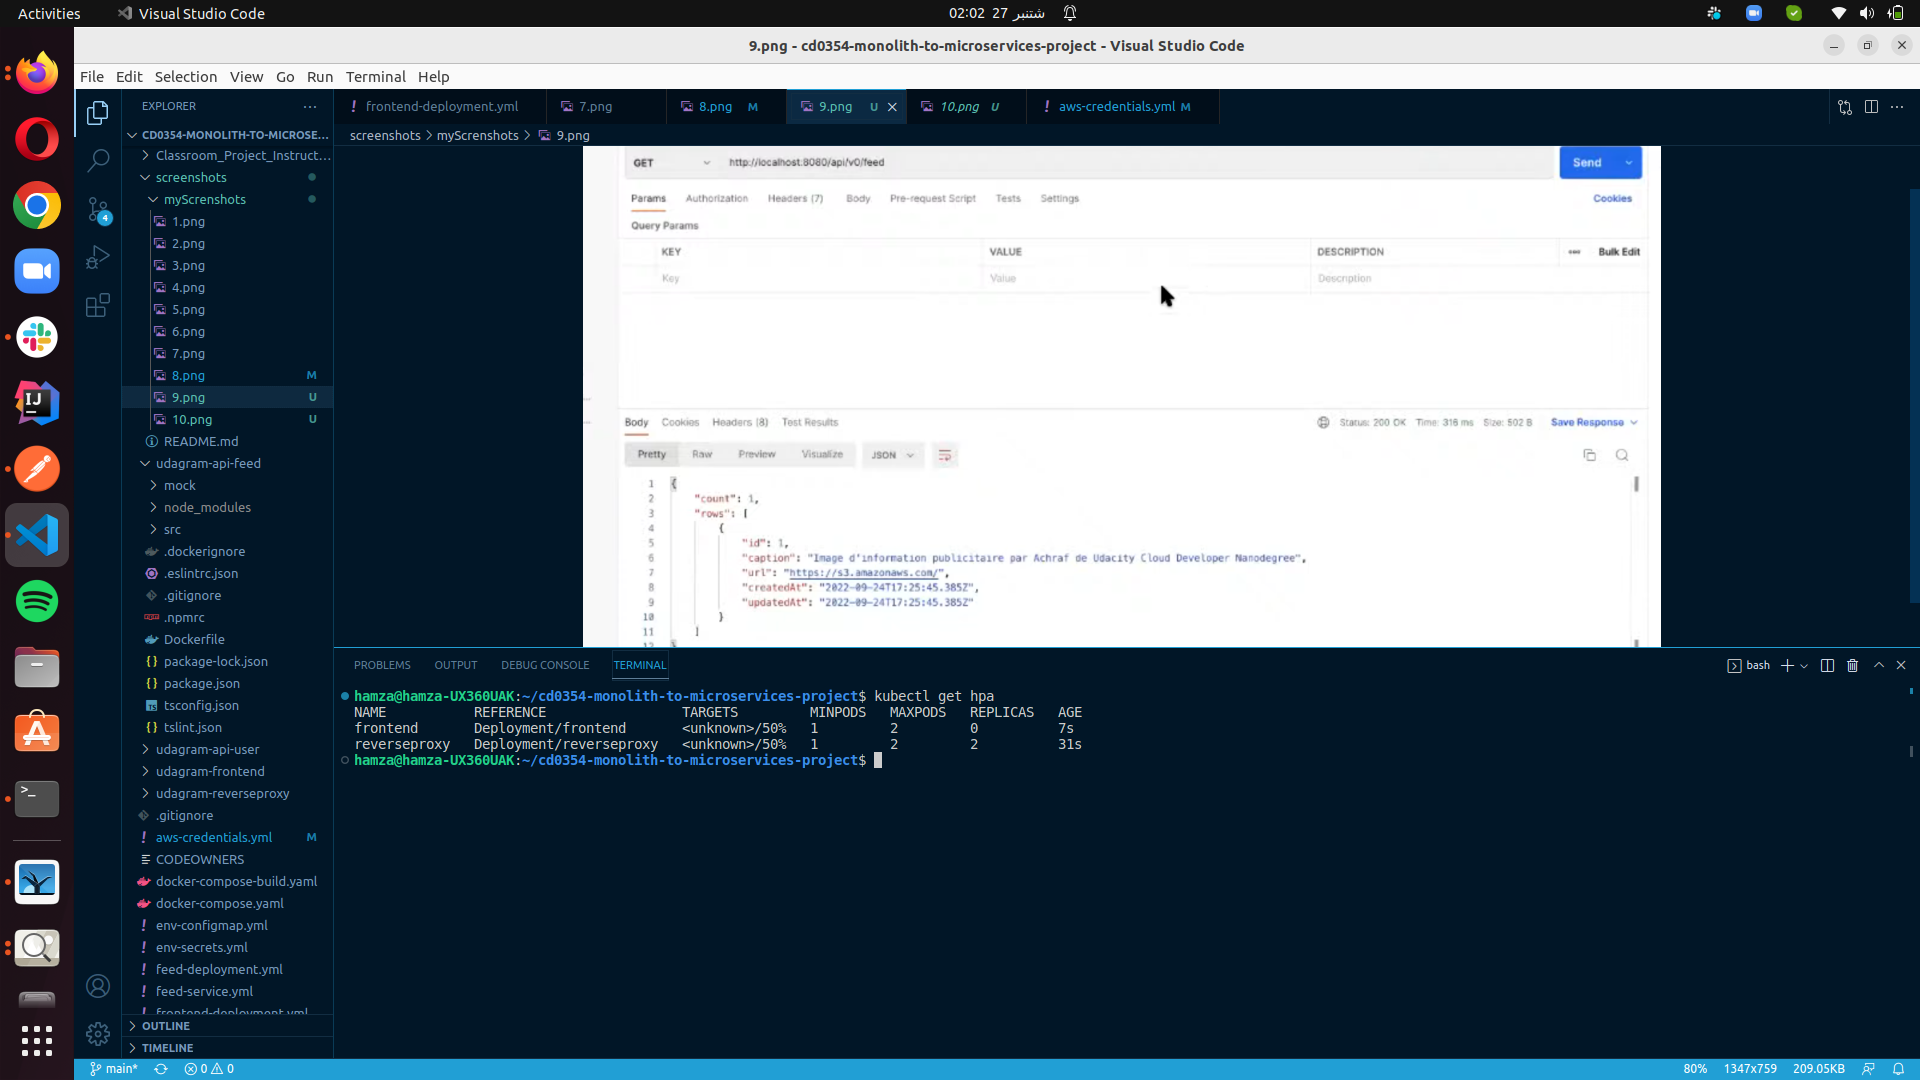 Activities
Visual Studio Code
02:02 27 شتنبر
9.png - cd0354-monolith-to-microservices-project - Visual Studio Code
File Edit Selection View Go Run Terminal Help
EXPLORER
CD0354-MONOLITH-TO-MICROSE...
Classroom_Project_Instruct...
screenshots
myScrenshots
1.png
2.png
3.png
4.png
5.png
6.png
7.png
8.png M
9.png U
10.png U
README.md
udagram-api-feed
mock
node_modules
src
.dockerignore
.eslintrc.json
.gitignore
.npmrc
Dockerfile
package-lock.json
package.json
tsconfig.json
tslint.json
udagram-api-user
udagram-frontend
udagram-reverseproxy
.gitignore
aws-credentials.yml M
CODEOWNERS
docker-compose-build.yaml
docker-compose.yaml
env-configmap.yml
env-secrets.yml
feed-deployment.yml
feed-service.yml
frontend-deployment.yml
OUTLINE
TIMELINE
4
frontend-deployment.yml 7.png 8.png M 9.png U 10.png U aws-credentials.yml M
screenshots > myScrenshots > 9.png
GET http://localhost:8080/api/v0/feed Send
Params Authorization Headers (7) Body Pre-request Script Tests Settings Cookies
Query Params
KEY VALUE DESCRIPTION Bulk Edit
Key Value Description
Body Cookies Headers (8) Test Results Status: 200 OK Time: 316 ms Size: 502 B Save Response
Pretty Raw Preview Visualize JSON
1 {
2 "count": 1,
3 "rows": [
4 {
5 "id": 1,
6 "caption": "Image d'information publicitaire par Achraf de Udacity Cloud Developer Nanodegree",
7 "url": "https://s3.amazonaws.com/",
8 "createdAt": "2022-09-24T17:25:45.385Z",
9 "updatedAt": "2022-09-24T17:25:45.385Z"
10 }
11 ]
12 }
PROBLEMS OUTPUT DEBUG CONSOLE TERMINAL bash
hamza@hamza-UX360UAK:~/cd0354-monolith-to-microservices-project$ kubectl get hpa
NAME REFERENCE TARGETS MINPODS MAXPODS REPLICAS AGE
frontend Deployment/frontend <unknown>/50% 1 2 0 7s
reverseproxy Deployment/reverseproxy <unknown>/50% 1 2 2 31s
hamza@hamza-UX360UAK:~/cd0354-monolith-to-microservices-project$
main* 0 0 80% 1347x759 209.05KB